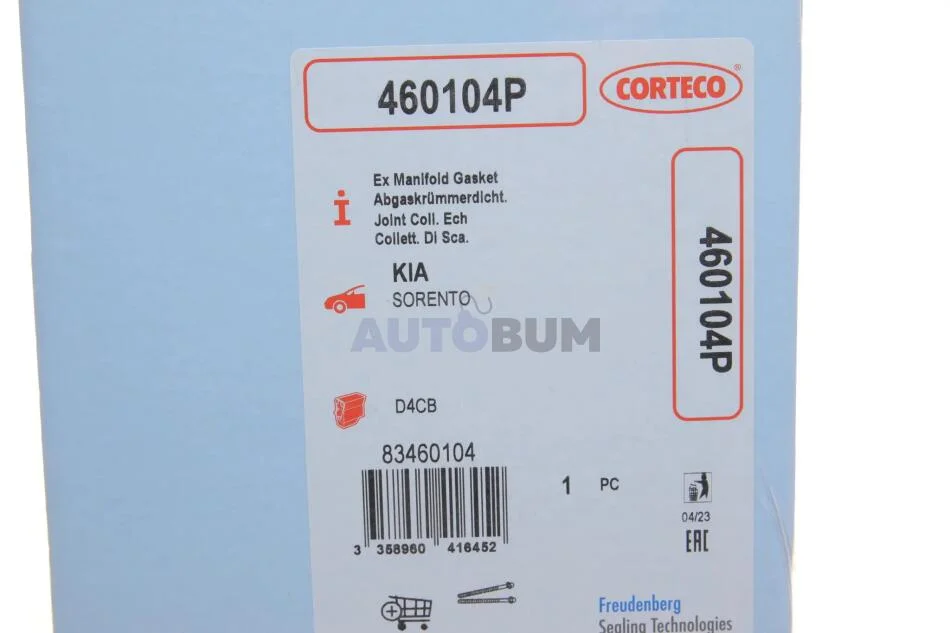 460104P
CORTECO®
Ex Manifold Gasket
Abgaskrümmerdicht.
Joint Coll. Ech
Collett. Di Sca.
460104P
KIA
SORENTO
AUTOBUM
D4CB
83460104
1 PC
3 358960 416452
04/23
EAC
Freudenberg
Sealing Technologies